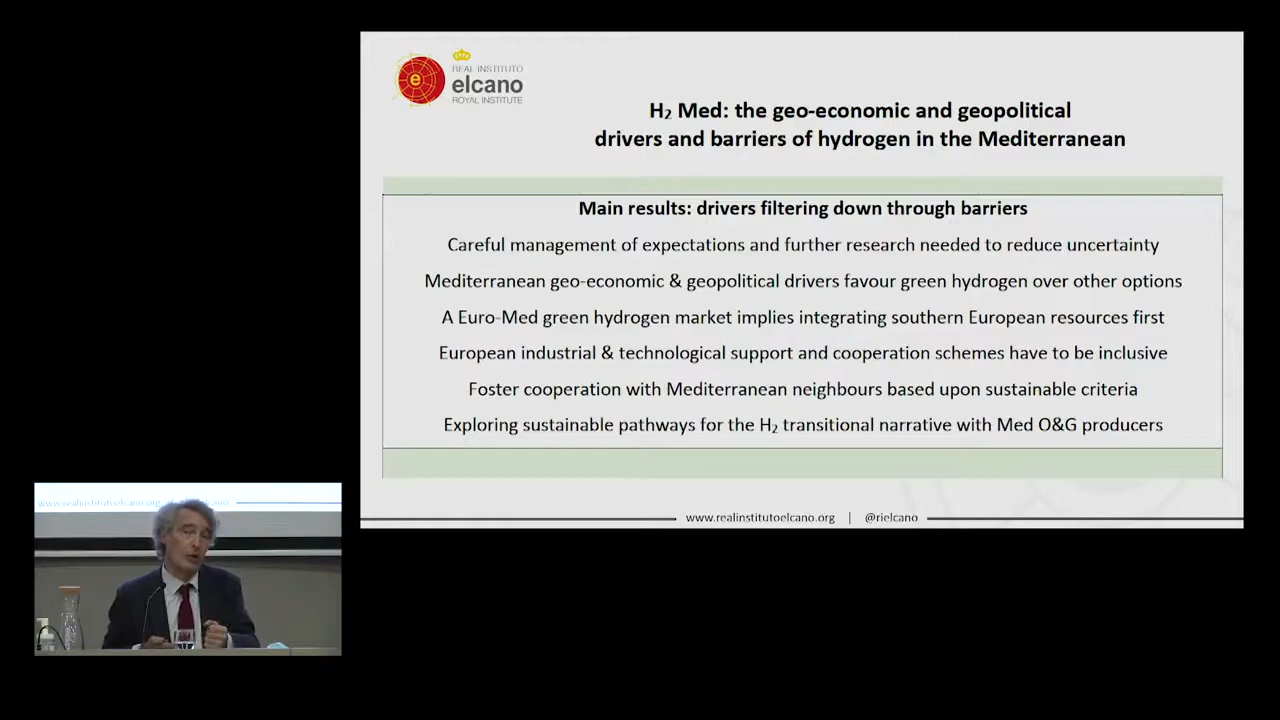 REAL INSTITUTO
elcano
ROYAL INSTITUTE
H₂ Med: the geo-economic and geopolitical
drivers and barriers of hydrogen in the Mediterranean
Main results: drivers filtering down through barriers
Careful management of expectations and further research needed to reduce uncertainty
Mediterranean geo-economic & geopolitical drivers favour green hydrogen over other options
A Euro-Med green hydrogen market implies integrating southern European resources first
European industrial & technological support and cooperation schemes have to be inclusive
Foster cooperation with Mediterranean neighbours based upon sustainable criteria
Exploring sustainable pathways for the H₂ transitional narrative with Med O&G producers
www.realinstitutoelcano.org | @rielcano
www.realinstitutoelcano.org